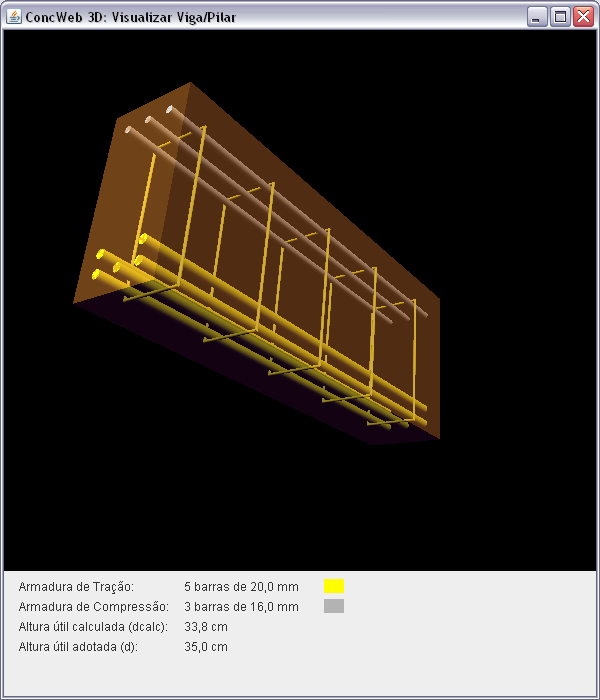 ConcWeb 3D: Visualizar Viga/Pilar
Armadura de Tração: 5 barras de 20,0 mm
Armadura de Compressão: 3 barras de 16,0 mm
Altura útil calculada (dcalc): 33,8 cm
Altura útil adotada (d): 35,0 cm